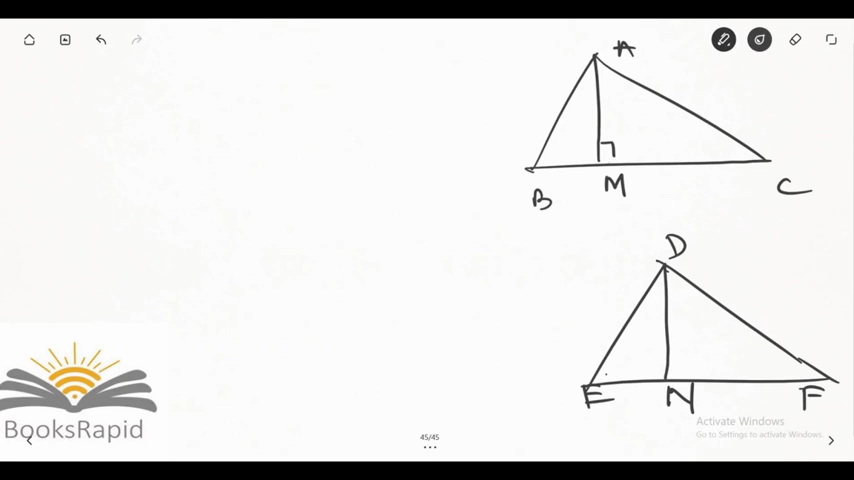 A
B
M
C
D
E
N
F
BooksRapid
Activate Windows
Go to Settings to activate Windows.
45/45